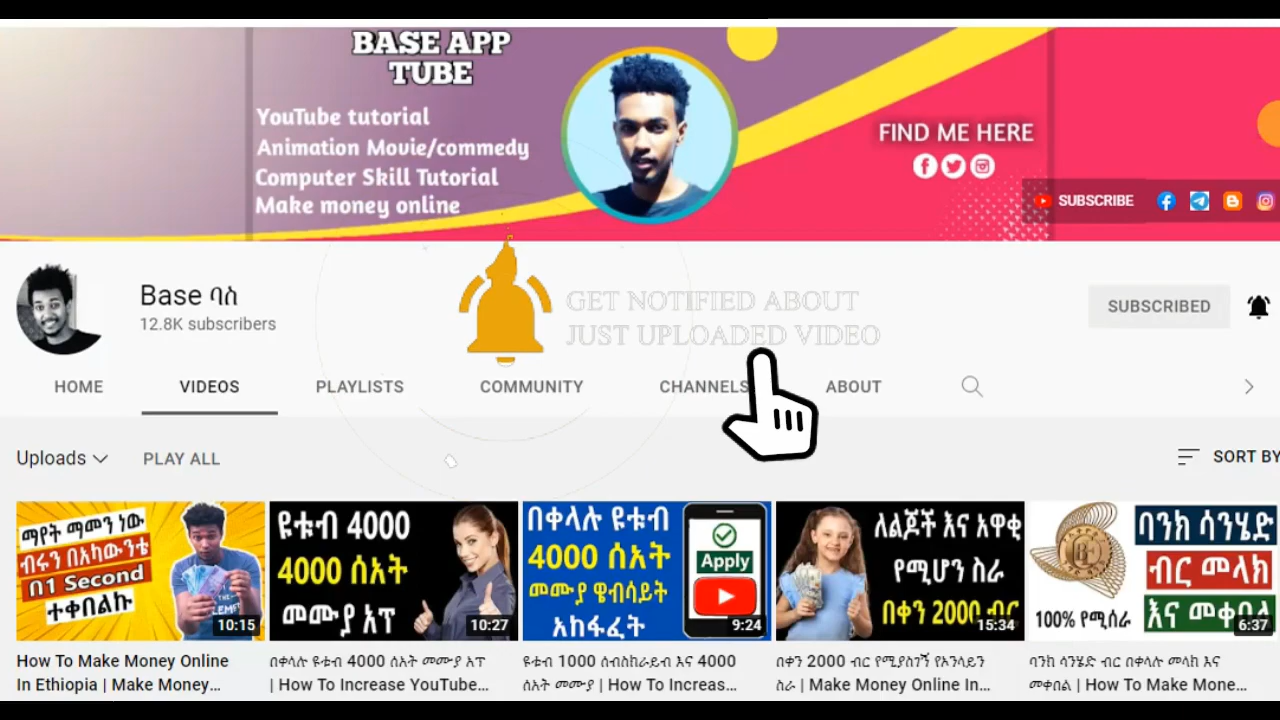 BASE APP
TUBE
YouTube tutorial
Animation Movie/commedy
Computer Skill Tutorial
Make money online
FIND ME HERE
SUBSCRIBE
Base ባስ
12.8K subscribers
GET NOTIFIED ABOUT
JUST UPLOADED VIDEO
SUBSCRIBED
HOME VIDEOS PLAYLISTS COMMUNITY CHANNELS ABOUT
Uploads PLAY ALL SORT BY
ማየት ማመን ነው
ብሩን በአካውንቴ
በ1 Second
ተቀበልኩ
10:15
ዩቱብ 4000
4000 ሰአት
መሙያ አፕ
10:27
በቀላሉ ዩቱብ
4000 ሰአት
መሙያ ዌብሳይት
አከፋፈት
Apply
9:24
ለልጆች እና አዋቂ
የሚሆን ስራ
በቀን 2000 ብር
15:34
ባንክ ሳንሄድ
ብር መላክ
እና መቀበል
100% የሚሰራ
6:37
How To Make Money Online
In Ethiopia | Make Money...
በቀላሉ ዩቱብ 4000 ሰአት መሙያ አፕ
| How To Increase YouTube...
ዩቱብ 1000 ሰብስክራይብ እና 4000
ሰአት መሙያ | How To Increas...
በቀን 2000 ብር የሚያስገኝ የኦንላይን
ስራ | Make Money Online In...
ባንክ ሳንሄድ ብር በቀላሉ መላክ እና
መቀበል | How To Make Mone...